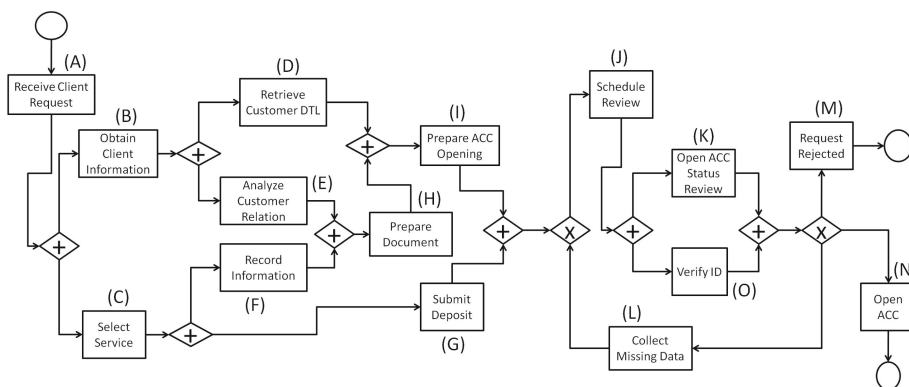 (A)
Receive Client
Request
(B)
Obtain
Client
Information
+
(C)
Select
Service
+
(D)
Retrieve
Customer DTL
+
Analyze
Customer
Relation
(E)
Record
Information
(F)
+
+
(H)
Prepare
Document
(I)
Prepare ACC
Opening
Submit
Deposit
(G)
+
X
(J)
Schedule
Review
+
(K)
Open ACC
Status
Review
Verify ID
(O)
+
X
(L)
Collect
Missing Data
(M)
Request
Rejected
(N)
Open
ACC